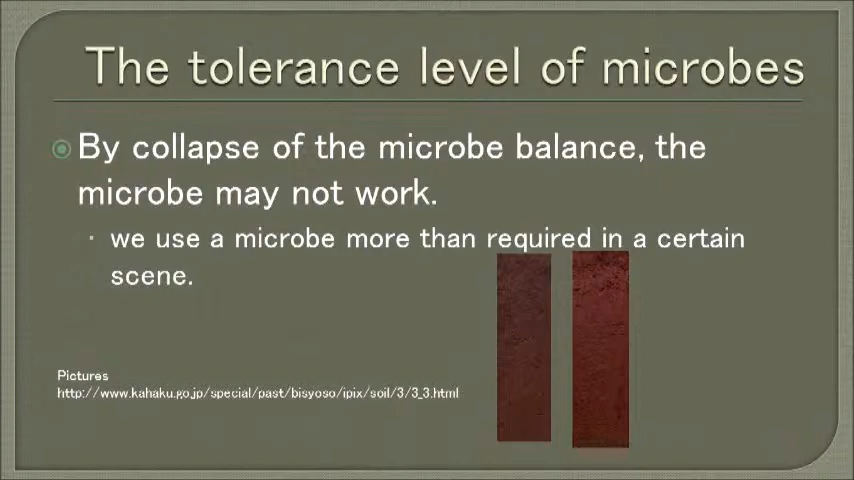 The tolerance level of microbes
By collapse of the microbe balance, the
microbe may not work.
we use a microbe more than required in a certain
scene.
Pictures
http://www.kahaku.go.jp/special/past/bisyoso/ipix/soil/3/3_3.html